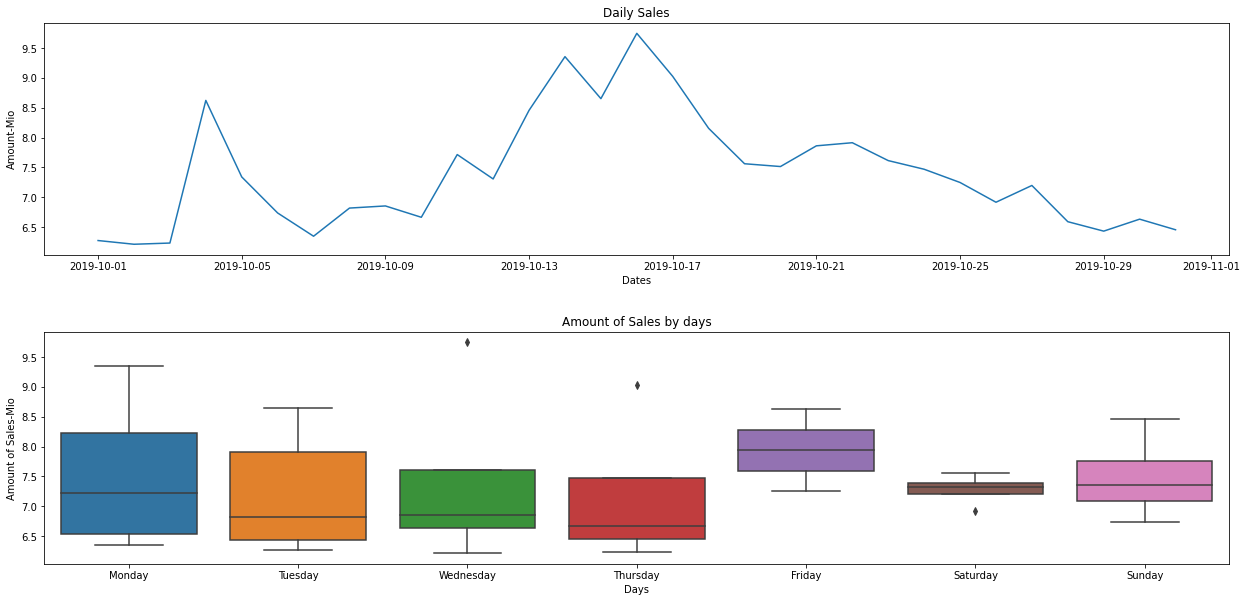 Daily Sales
Amount-Mio
9.5
9.0
8.5
8.0
7.5
7.0
6.5
2019-10-01 2019-10-05 2019-10-09 2019-10-13 2019-10-17 2019-10-21 2019-10-25 2019-10-29 2019-11-01
Dates
Amount of Sales by days
Amount of Sales-Mio
9.5
9.0
8.5
8.0
7.5
7.0
6.5
Monday Tuesday Wednesday Thursday Friday Saturday Sunday
Days